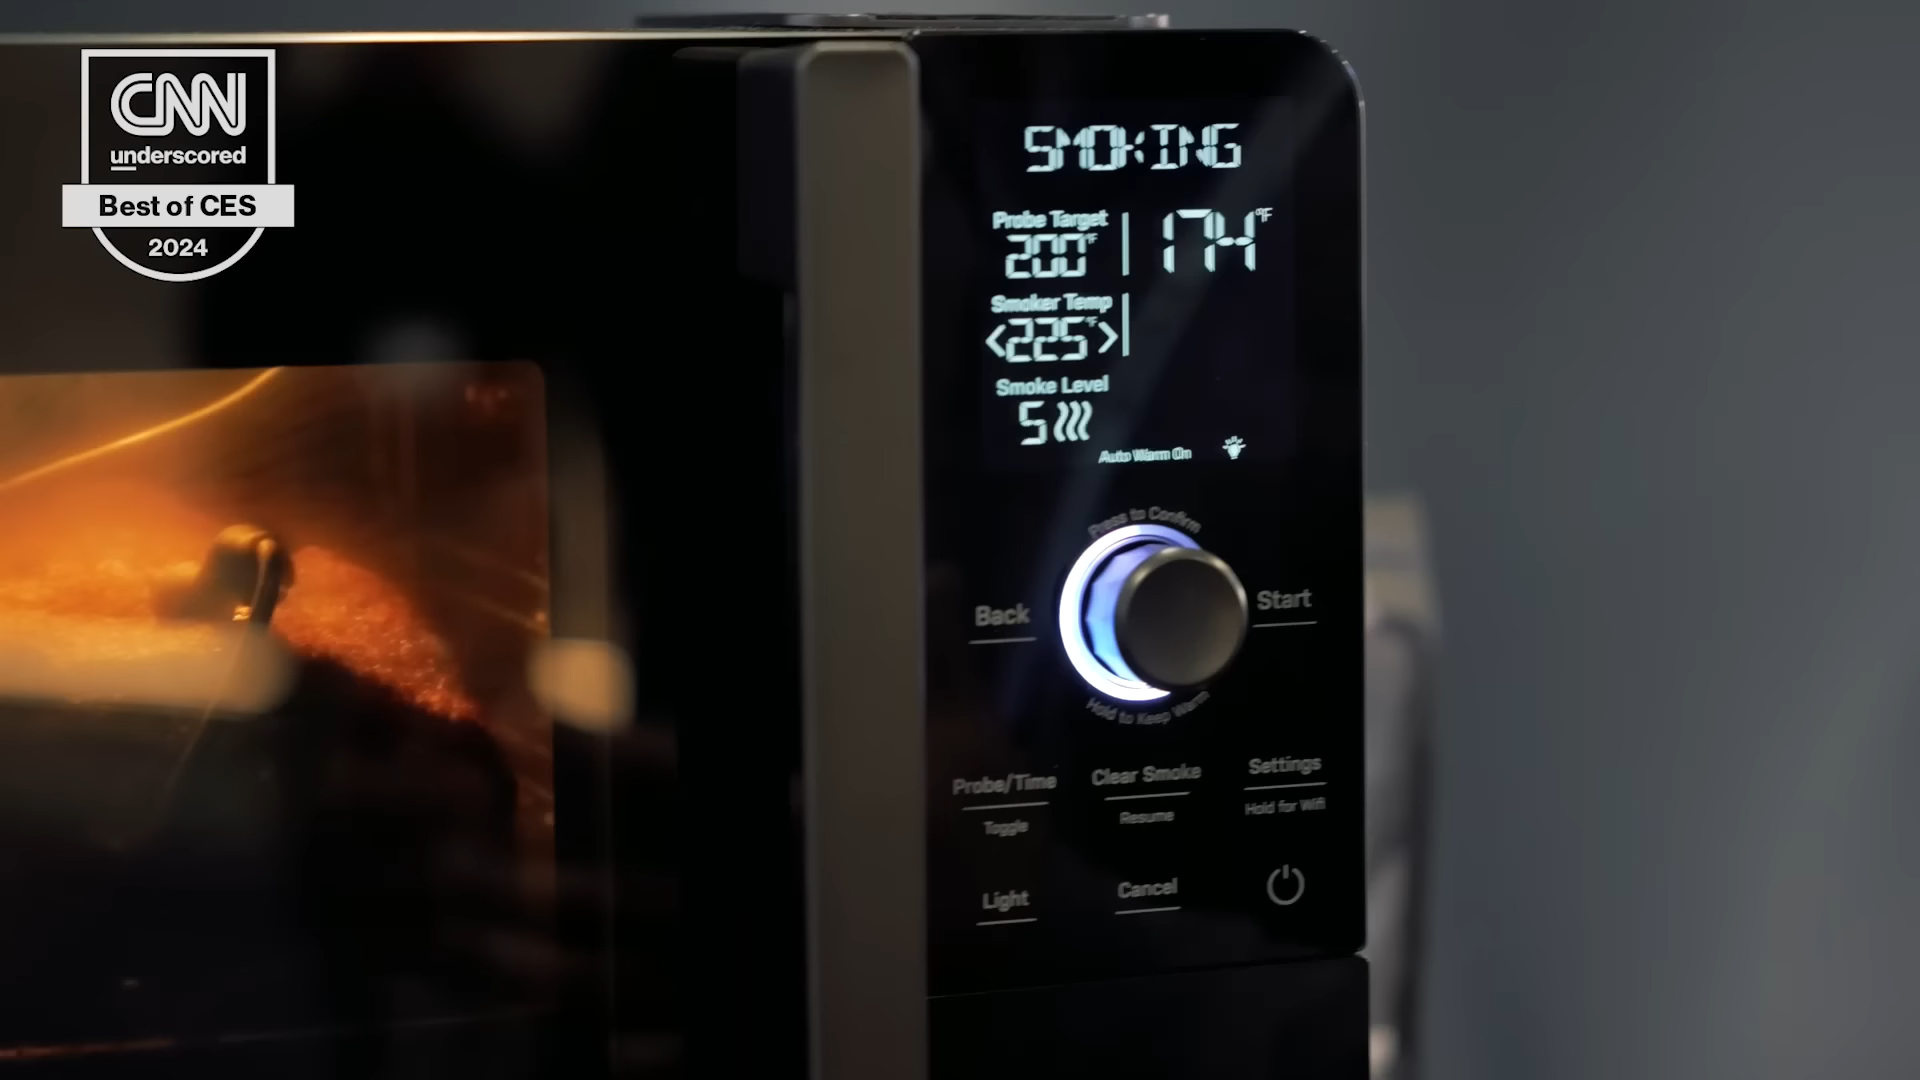 CNN
underscored
Best of CES
2024
SMOKING
Probe Target
200°F
174°F
Smoker Temp
<225°F>
Smoke Level
5
Auto Warm On
Press to Confirm
Back
Start
Hold to Keep Warm
Probe/Time
Clear Smoke
Settings
Toggle
Resume
Hold for Wifi
Light
Cancel